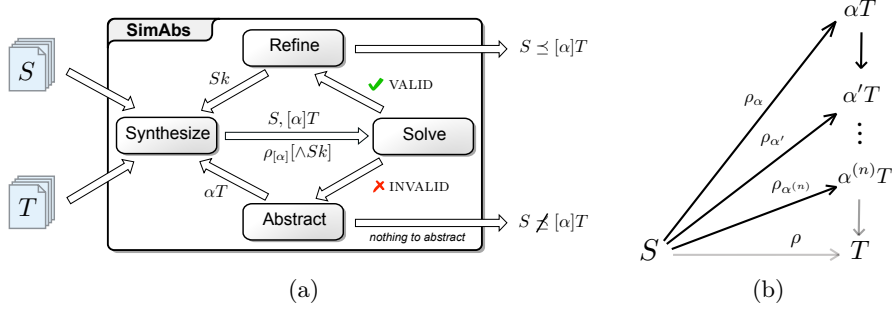 SimAbs
Refine
S ⪯ [α]T
S
Sk
✔ VALID
Synthesize
S, [α]T
ρ[α][∧Sk]
Solve
T
αT
✘ INVALID
Abstract
S ⪯̸ [α]T
nothing to abstract
(a)
αT
ρα
α′T
ρα′
⋮
α(n)T
ρα(n)
S
ρ
T
(b)